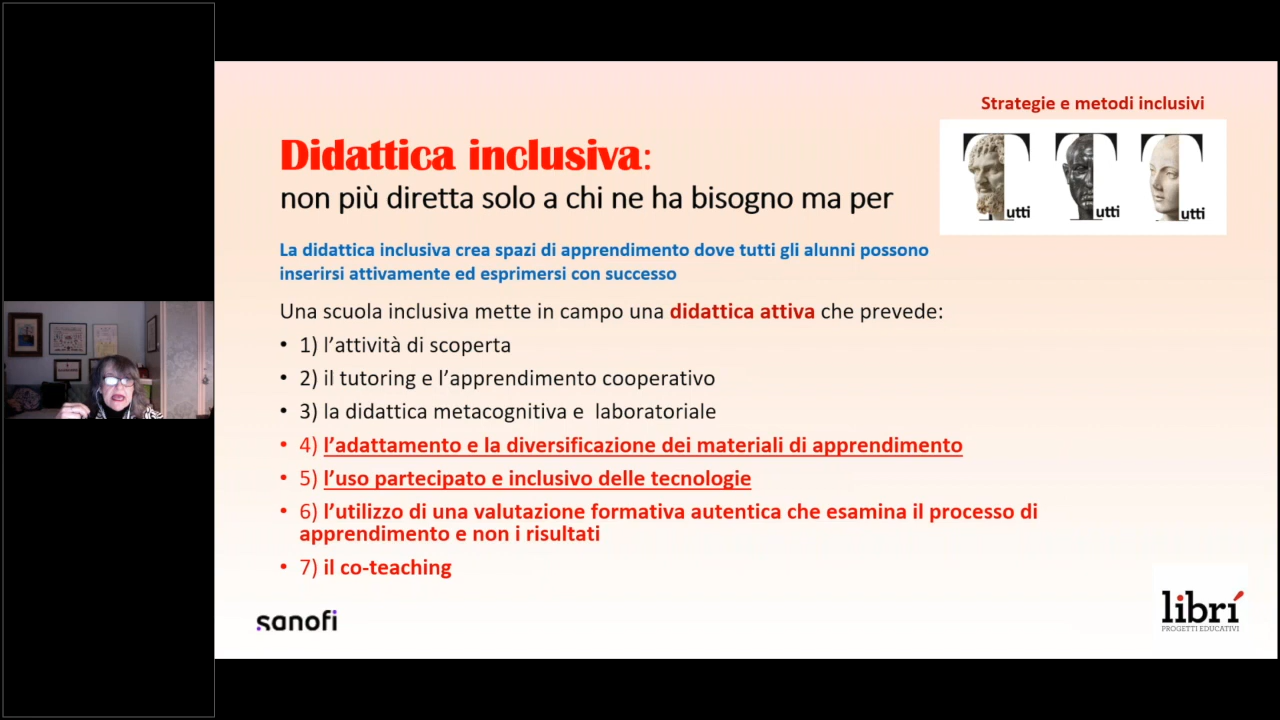 Strategie e metodi inclusivi
Didattica inclusiva:
non più diretta solo a chi ne ha bisogno ma per
Tutti Tutti Tutti
La didattica inclusiva crea spazi di apprendimento dove tutti gli alunni possono
inserirsi attivamente ed esprimersi con successo
Una scuola inclusiva mette in campo una didattica attiva che prevede:
• 1) l’attività di scoperta
• 2) il tutoring e l’apprendimento cooperativo
• 3) la didattica metacognitiva e laboratoriale
• 4) l’adattamento e la diversificazione dei materiali di apprendimento
• 5) l’uso partecipato e inclusivo delle tecnologie
• 6) l’utilizzo di una valutazione formativa autentica che esamina il processo di
apprendimento e non i risultati
• 7) il co-teaching
sanofi
librí
PROGETTI EDUCATIVI